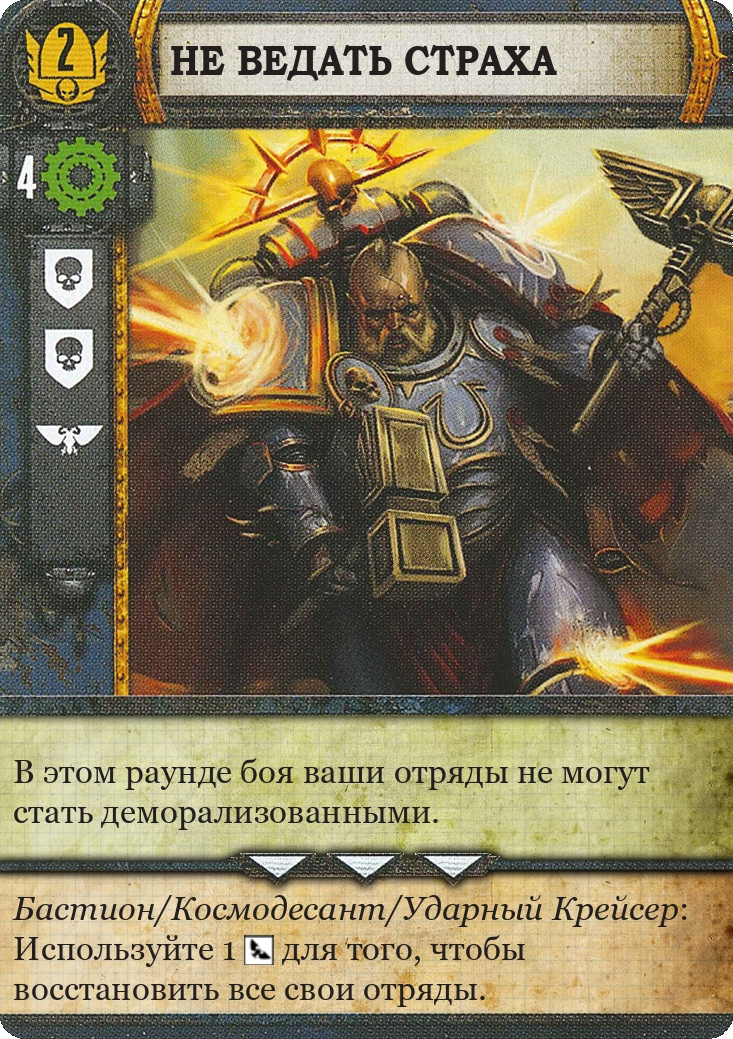 2
НЕ ВЕДАТЬ СТРАХА
4
В этом раунде боя ваши отряды не могут
стать деморализованными.
Бастион/Космодесант/Ударный Крейсер:
Используйте 1 для того, чтобы
восстановить все свои отряды.